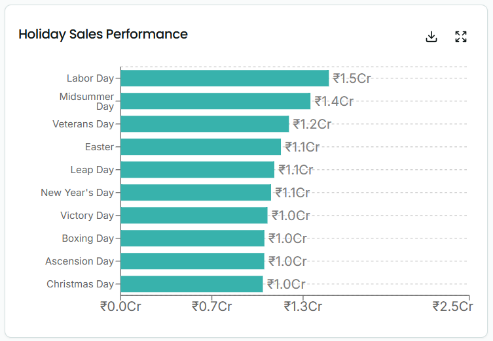 Holiday Sales Performance
Labor Day
₹1.5Cr
Midsummer
Day
₹1.4Cr
Veterans Day
₹1.2Cr
Easter
₹1.1Cr
Leap Day
₹1.1Cr
New Year's Day
₹1.1Cr
Victory Day
₹1.0Cr
Boxing Day
₹1.0Cr
Ascension Day
₹1.0Cr
Christmas Day
₹1.0Cr
₹0.0Cr ₹0.7Cr ₹1.3Cr ₹2.5Cr